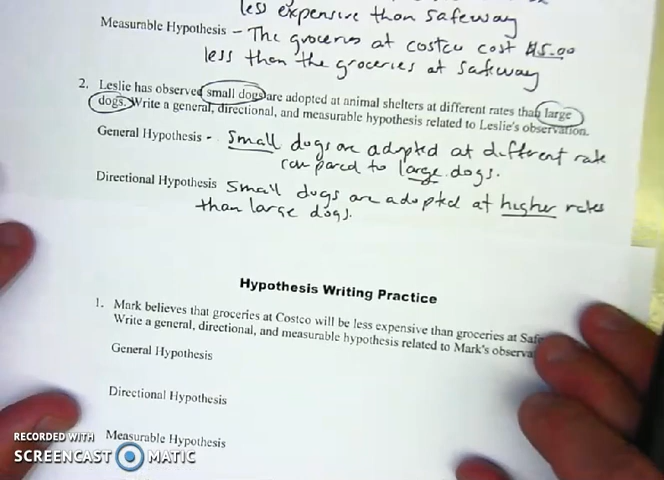 less expensive than safeway
Measurable Hypothesis - The groceries at costco cost $15.00
less then the groceries at safeway
2. Leslie has observed small dogs are adopted at animal shelters at different rates than large
dogs. Write a general, directional, and measurable hypothesis related to Leslie's observation.
General Hypothesis - Small dogs are adopted at different rate
compared to large dogs.
Directional Hypothesis Small dogs are adopted at higher rates
than large dogs.
Hypothesis Writing Practice
1. Mark believes that groceries at Costco will be less expensive than groceries at Saf
Write a general, directional, and measurable hypothesis related to Mark's observa
General Hypothesis
Directional Hypothesis
Measurable Hypothesis
RECORDED WITH
SCREENCAST MATIC